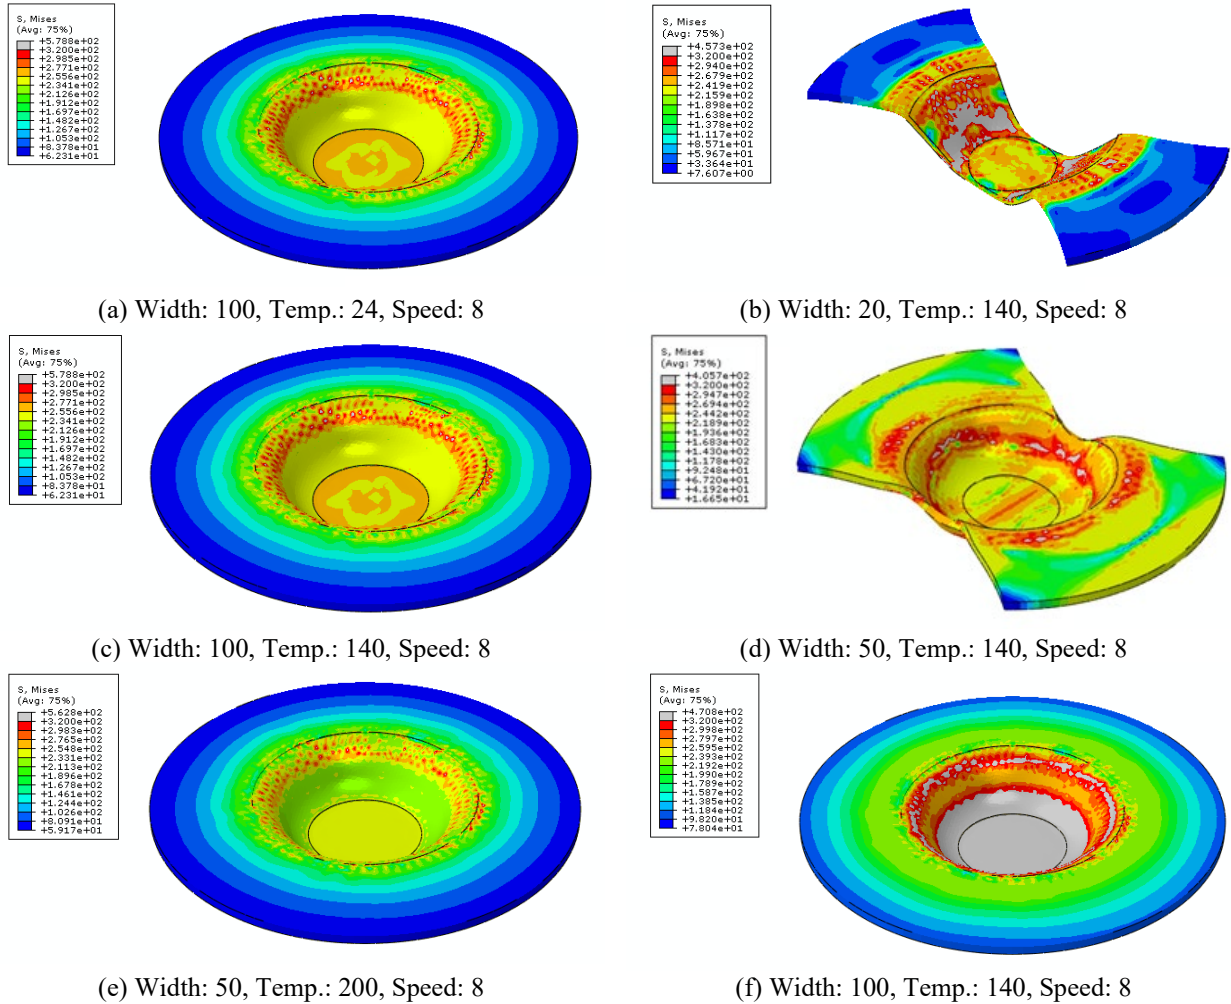 S, Mises
(Avg: 75%)
+5.788e+02
+3.200e+02
+2.985e+02
+2.771e+02
+2.556e+02
+2.341e+02
+2.126e+02
+1.912e+02
+1.697e+02
+1.482e+02
+1.267e+02
+1.053e+02
+8.378e+01
+6.231e+01
S, Mises
(Avg: 75%)
+4.573e+02
+3.200e+02
+2.940e+02
+2.679e+02
+2.419e+02
+2.159e+02
+1.898e+02
+1.638e+02
+1.378e+02
+1.117e+02
+8.571e+01
+5.967e+01
+3.364e+01
+7.607e+00
(a) Width: 100, Temp.: 24, Speed: 8
(b) Width: 20, Temp.: 140, Speed: 8
S, Mises
(Avg: 75%)
+5.788e+02
+3.200e+02
+2.985e+02
+2.771e+02
+2.556e+02
+2.341e+02
+2.126e+02
+1.912e+02
+1.697e+02
+1.482e+02
+1.267e+02
+1.053e+02
+8.378e+01
+6.231e+01
S, Mises
(Avg: 75%)
+4.057e+02
+3.200e+02
+2.947e+02
+2.694e+02
+2.442e+02
+2.189e+02
+1.936e+02
+1.683e+02
+1.430e+02
+1.178e+02
+9.248e+01
+6.720e+01
+4.192e+01
+1.665e+01
(c) Width: 100, Temp.: 140, Speed: 8
(d) Width: 50, Temp.: 140, Speed: 8
S, Mises
(Avg: 75%)
+5.628e+02
+3.200e+02
+2.983e+02
+2.765e+02
+2.548e+02
+2.331e+02
+2.113e+02
+1.896e+02
+1.678e+02
+1.461e+02
+1.244e+02
+1.026e+02
+8.091e+01
+5.917e+01
S, Mises
(Avg: 75%)
+4.708e+02
+3.200e+02
+2.998e+02
+2.797e+02
+2.595e+02
+2.393e+02
+2.192e+02
+1.990e+02
+1.789e+02
+1.587e+02
+1.385e+02
+1.184e+02
+9.820e+01
+7.804e+01
(e) Width: 50, Temp.: 200, Speed: 8
(f) Width: 100, Temp.: 140, Speed: 8